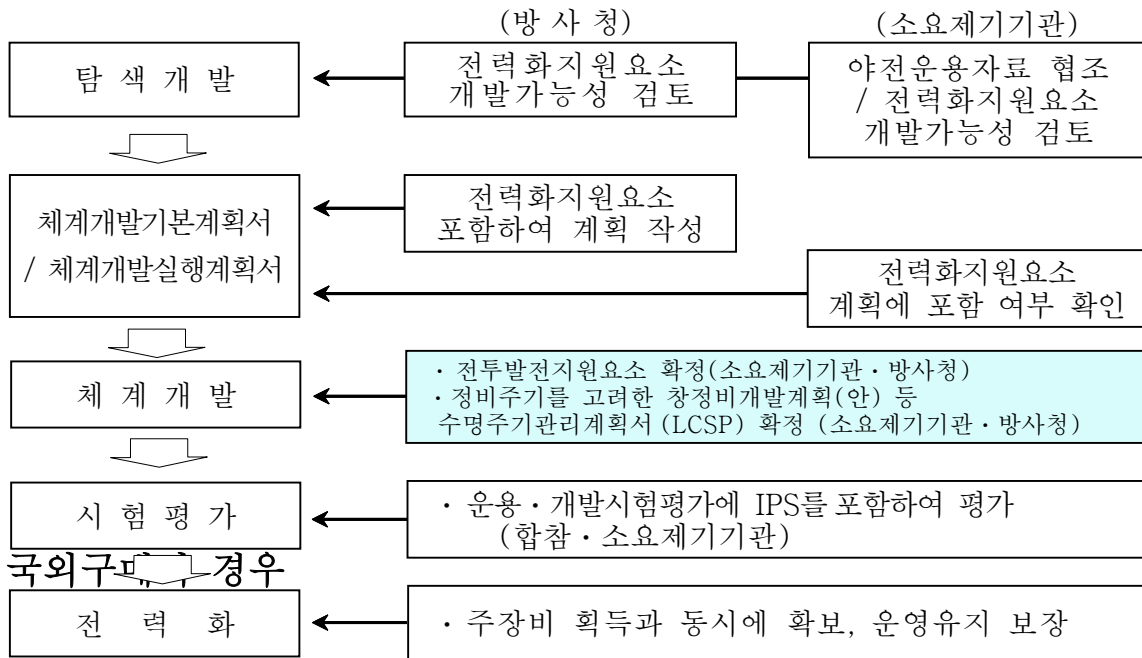 (방 사 청)
(소요제기기관)
탐 색 개 발
전력화지원요소
개발가능성 검토
야전운용자료 협조
/ 전력화지원요소
개발가능성 검토
체계개발기본계획서
/ 체계개발실행계획서
전력화지원요소
포함하여 계획 작성
전력화지원요소
계획에 포함 여부 확인
체 계 개 발
· 전투발전지원요소 확정(소요제기기관·방사청)
·정비주기를 고려한 창정비개발계획(안) 등
수명주기관리계획서(LCSP) 확정 (소요제기기관·방사청)
시 험 평 가
· 운용·개발시험평가에 IPS를 포함하여 평가
(합참·소요제기기관)
경우
전 력 화
· 주장비 획득과 동시에 확보, 운영유지 보장